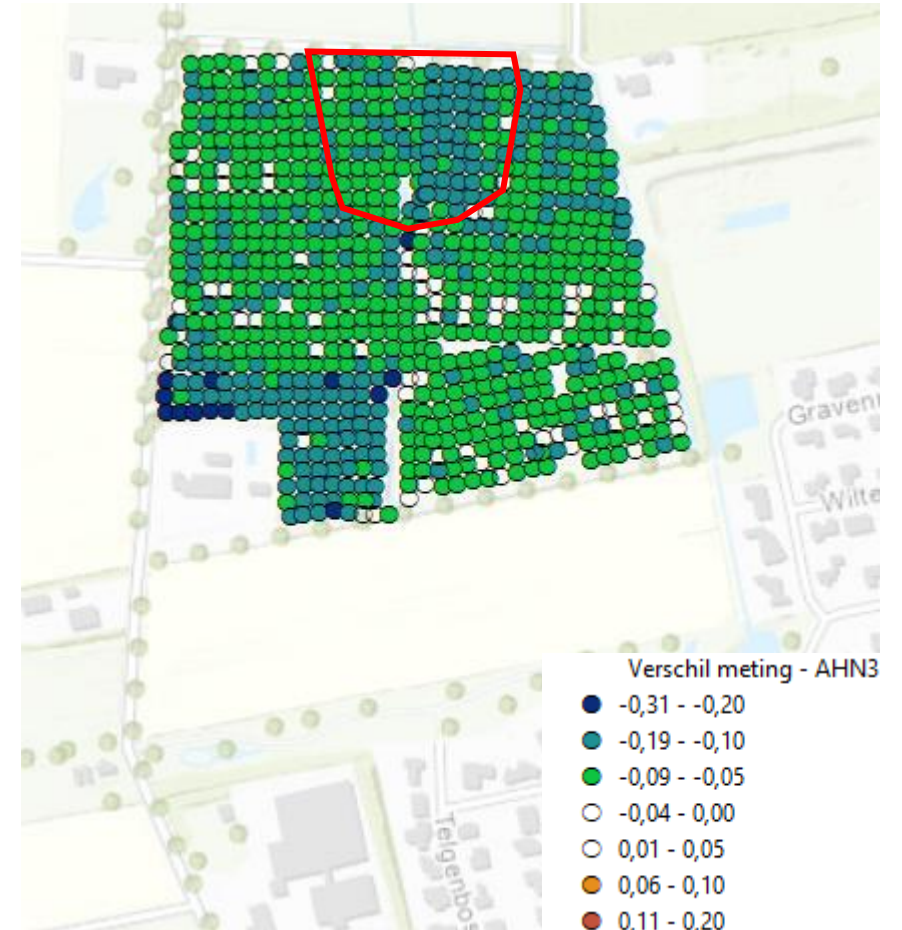 Gravenr
Wilte
Verschil meting - AHN3
-0,31 - -0,20
-0,19 - -0,10
-0,09 - -0,05
-0,04 - 0,00
0,01 - 0,05
0,06 - 0,10
0,11 - 0,20
Telgenbos